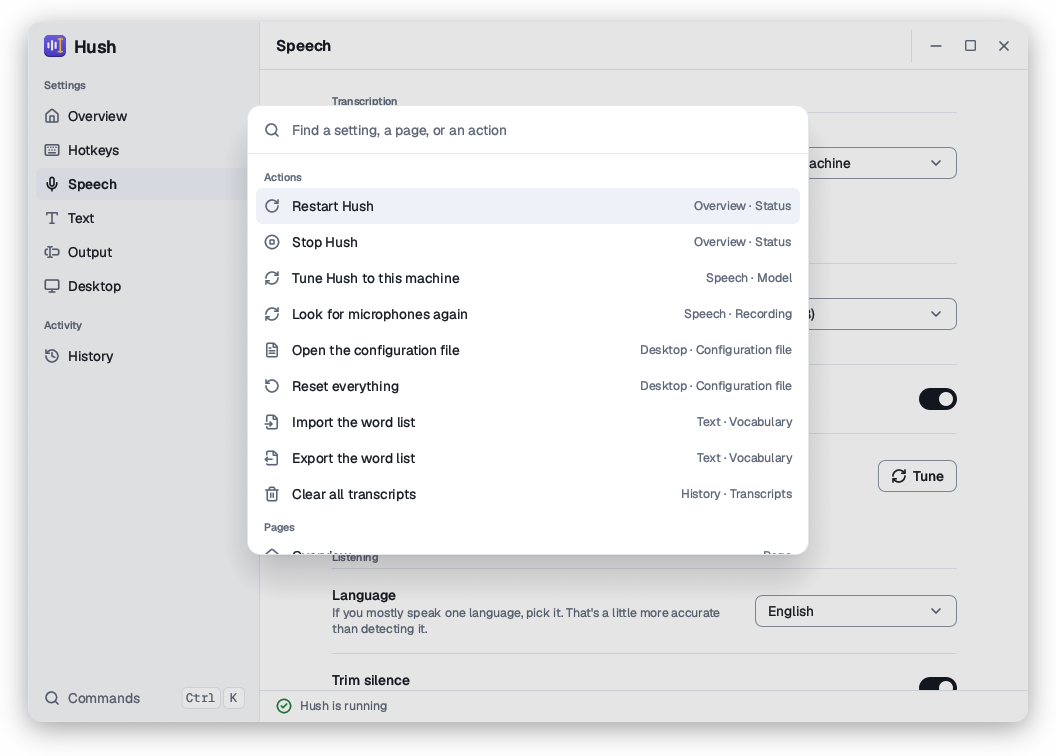 Hush
Speech
Settings
Overview
Hotkeys
Speech
Text
Output
Desktop
Activity
History
Commands
Ctrl K
Transcription
Find a setting, a page, or an action
Actions
Restart Hush Overview · Status
Stop Hush Overview · Status
Tune Hush to this machine Speech · Model
Look for microphones again Speech · Recording
Open the configuration file Desktop · Configuration file
Reset everything Desktop · Configuration file
Import the word list Text · Vocabulary
Export the word list Text · Vocabulary
Clear all transcripts History · Transcripts
Pages
Overview Page
Tune
Listening
Language
If you mostly speak one language, pick it. That's a little more accurate
than detecting it.
English
Trim silence
Hush is running